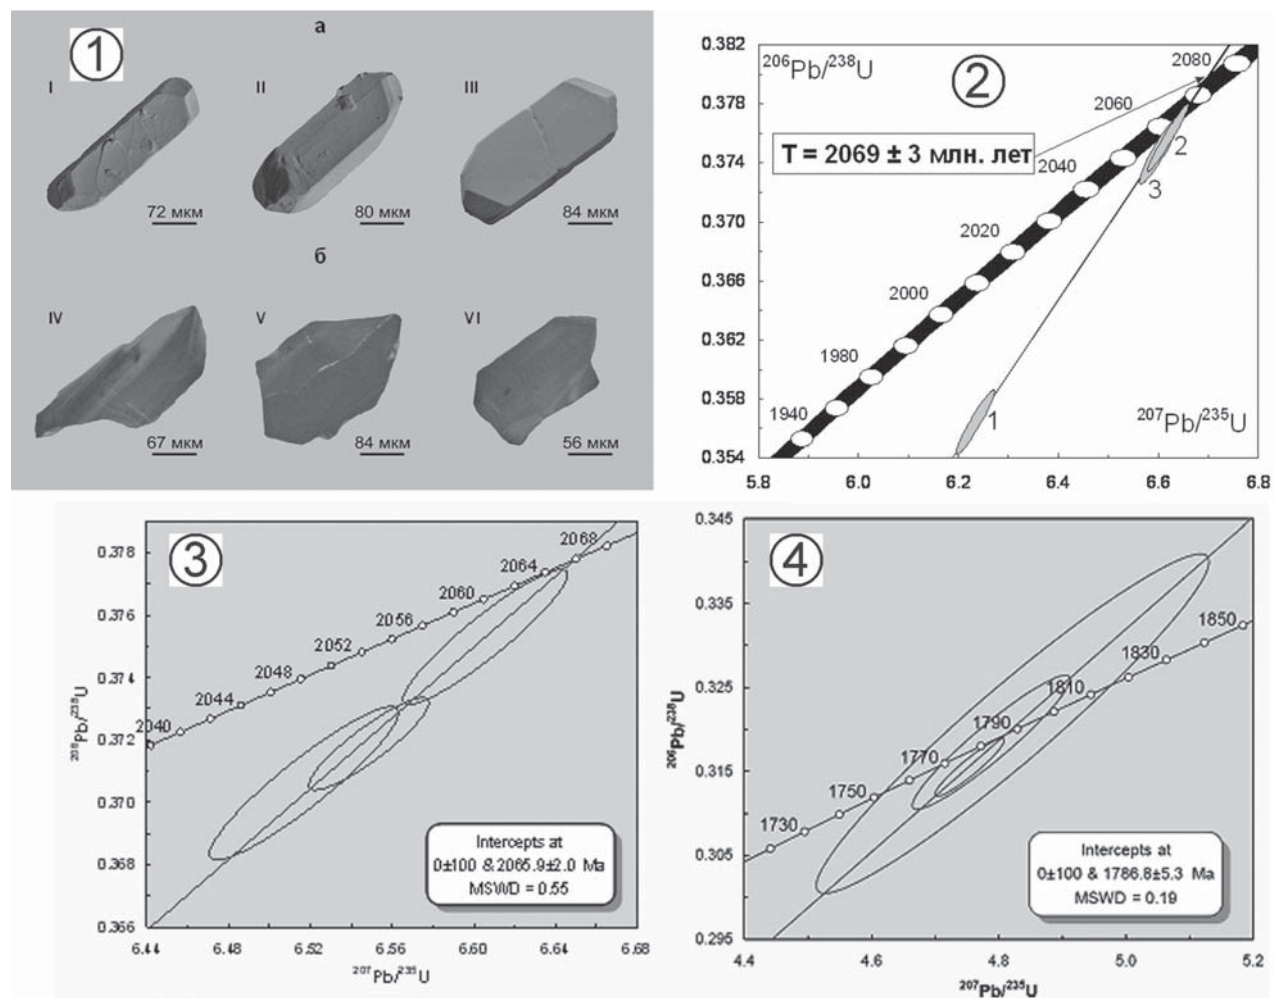 1
а
I
II
III
72 мкм
80 мкм
84 мкм
б
IV
V
VI
67 мкм
84 мкм
56 мкм
2
206Pb/238U
T = 2069 ± 3 млн. лет
0.382
0.378
0.374
0.370
0.366
0.362
0.358
0.354
2080
2060
2040
2020
2000
1980
1940
1
2
3
207Pb/235U
5.8
6.0
6.2
6.4
6.6
6.8
3
206Pb/238U
0.378
0.376
0.374
0.372
0.370
0.368
0.366
2068
2064
2060
2056
2052
2048
2044
2040
Intercepts at
0±100 & 2065.9±2.0 Ma
MSWD = 0.55
6.44
6.48
6.52
6.56
6.60
6.64
6.68
207Pb/235U
4
206Pb/238U
0.345
0.335
0.325
0.315
0.305
0.295
1850
1830
1810
1790
1770
1750
1730
Intercepts at
0±100 & 1786.8±5.3 Ma
MSWD = 0.19
4.4
4.6
4.8
5.0
5.2
207Pb/235U